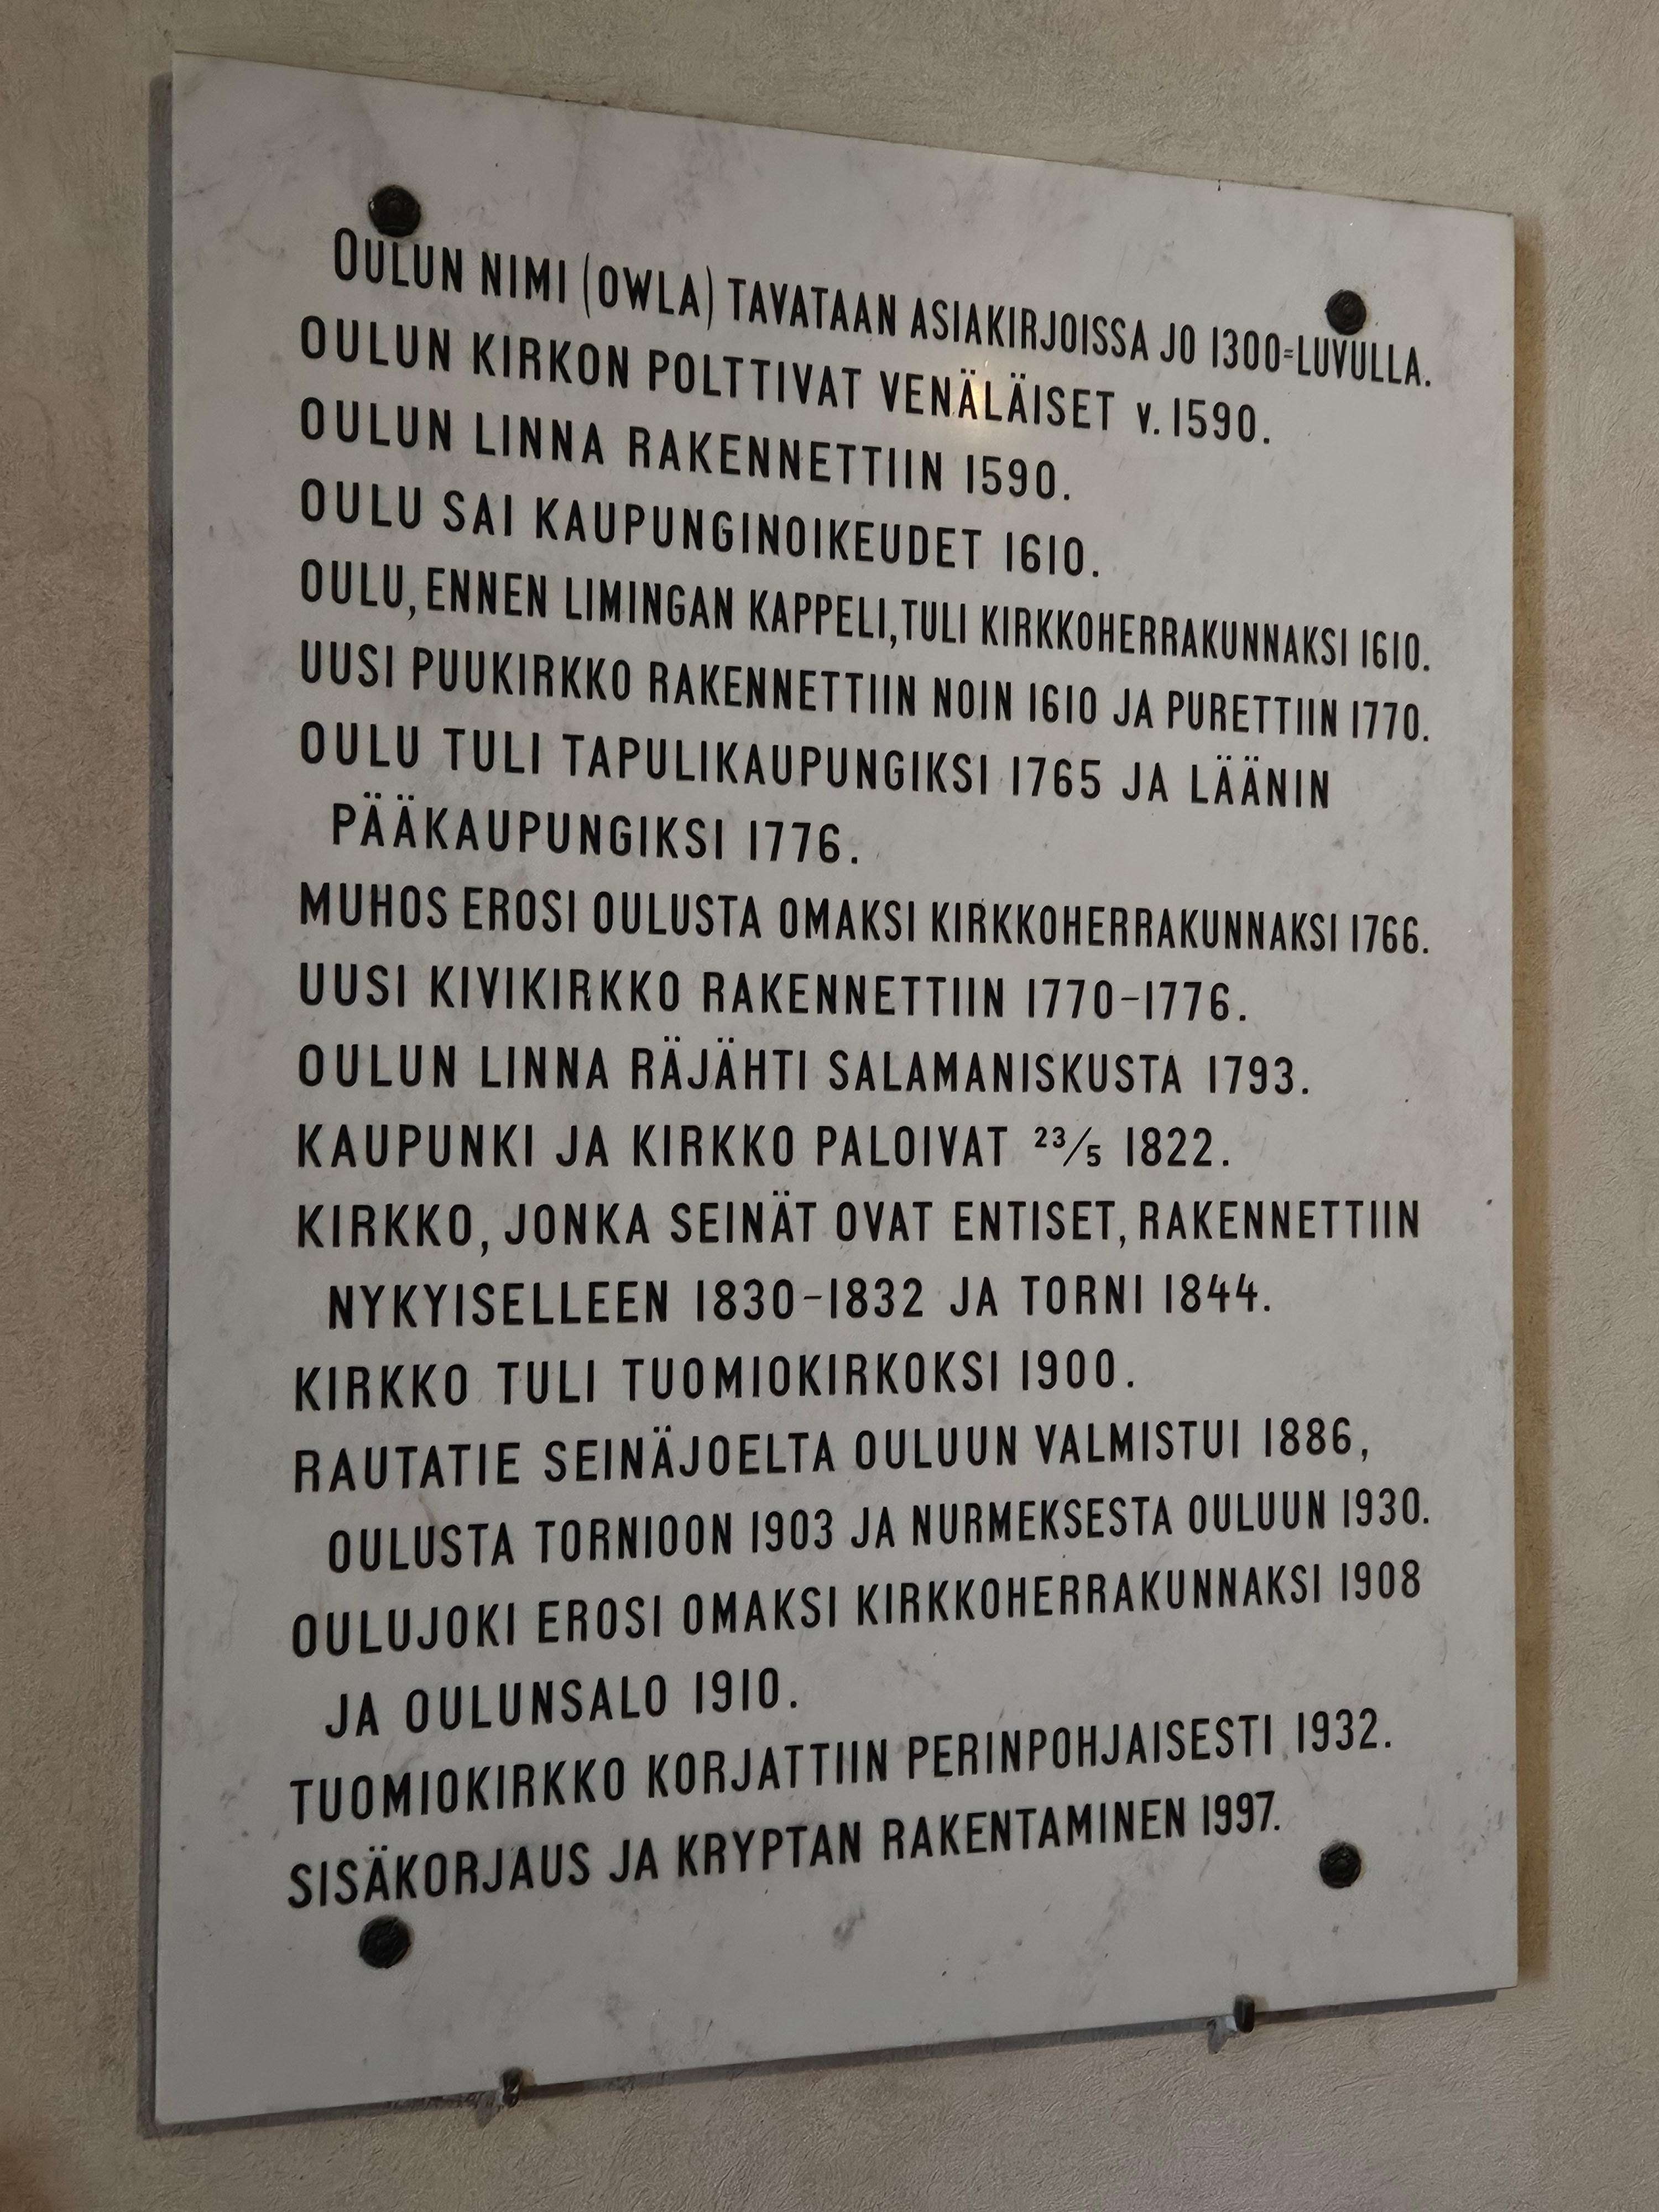 OULUN NIMI (OWLA) TAVATAAN ASIAKIRJOISSA JO 1300=LUVULLA.
OULUN KIRKON POLTTIVAT VENÄLÄISET v. 1590.
OULUN LINNA RAKENNETTIIN 1590.
OULU SAI KAUPUNGINOIKEUDET 1610.
OULU, ENNEN LIMINGAN KAPPELI, TULI KIRKKOHERRAKUNNAKSI 1610.
UUSI PUUKIRKKO RAKENNETTIIN NOIN 1610 JA PURETTIIN 1770.
OULU TULI TAPULIKAUPUNGIKSI 1765 JA LÄÄNIN
PÄÄKAUPUNGIKSI 1776.
MUHOS EROSI OULUSTA OMAKSI KIRKKOHERRAKUNNAKSI 1766.
UUSI KIVIKIRKKO RAKENNETTIIN 1770-1776.
OULUN LINNA RÄJÄHTI SALAMANISKUSTA 1793.
KAUPUNKI JA KIRKKO PALOIVAT 23/5 1822.
KIRKKO, JONKA SEINÄT OVAT ENTISET, RAKENNETTIIN
NYKYISELLEEN 1830-1832 JA TORNI 1844.
KIRKKO TULI TUOMIOKIRKOKSI 1900.
RAUTATIE SEINÄJOELTA OULUUN VALMISTUI 1886,
OULUSTA TORNIOON 1903 JA NURMEKSESTA OULUUN 1930.
OULUJOKI EROSI OMAKSI KIRKKOHERRAKUNNAKSI 1908
JA OULUNSALO 1910.
TUOMIOKIRKKO KORJATTIIN PERINPOHJAISESTI 1932.
SISÄKORJAUS JA KRYPTAN RAKENTAMINEN 1997.